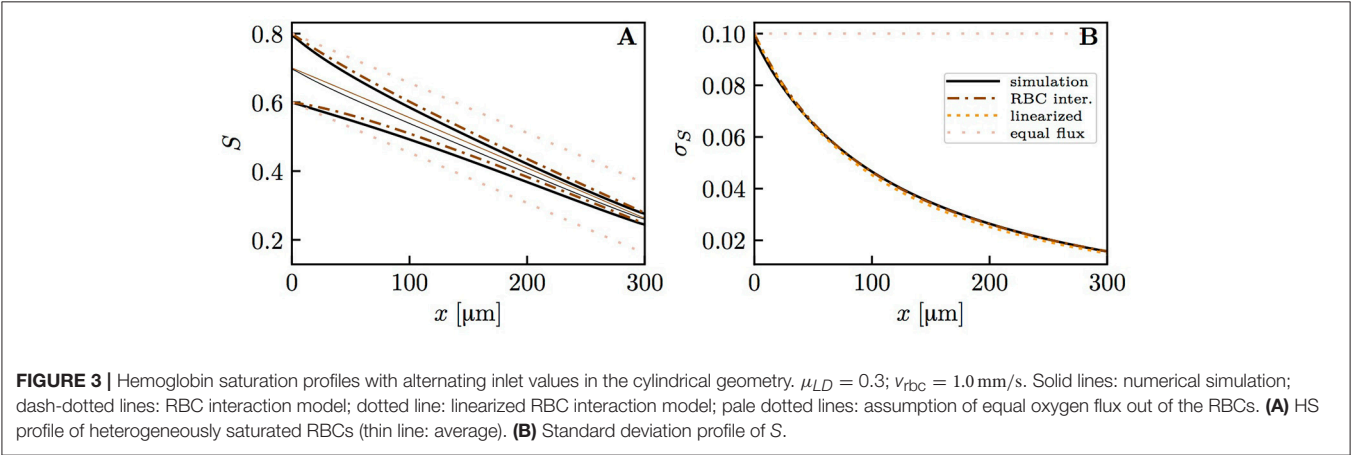 0.8
0.6
0.4
0.2
S
A
0
100
200
300
x [μm]
0.10
0.08
0.06
0.04
0.02
σS
B
simulation
RBC inter.
linearized
equal flux
0
100
200
300
x [μm]
FIGURE 3 | Hemoglobin saturation profiles with alternating inlet values in the cylindrical geometry. μLD = 0.3; vrbc = 1.0 mm/s. Solid lines: numerical simulation;
dash-dotted lines: RBC interaction model; dotted line: linearized RBC interaction model; pale dotted lines: assumption of equal oxygen flux out of the RBCs. (A) HS
profile of heterogeneously saturated RBCs (thin line: average). (B) Standard deviation profile of S.